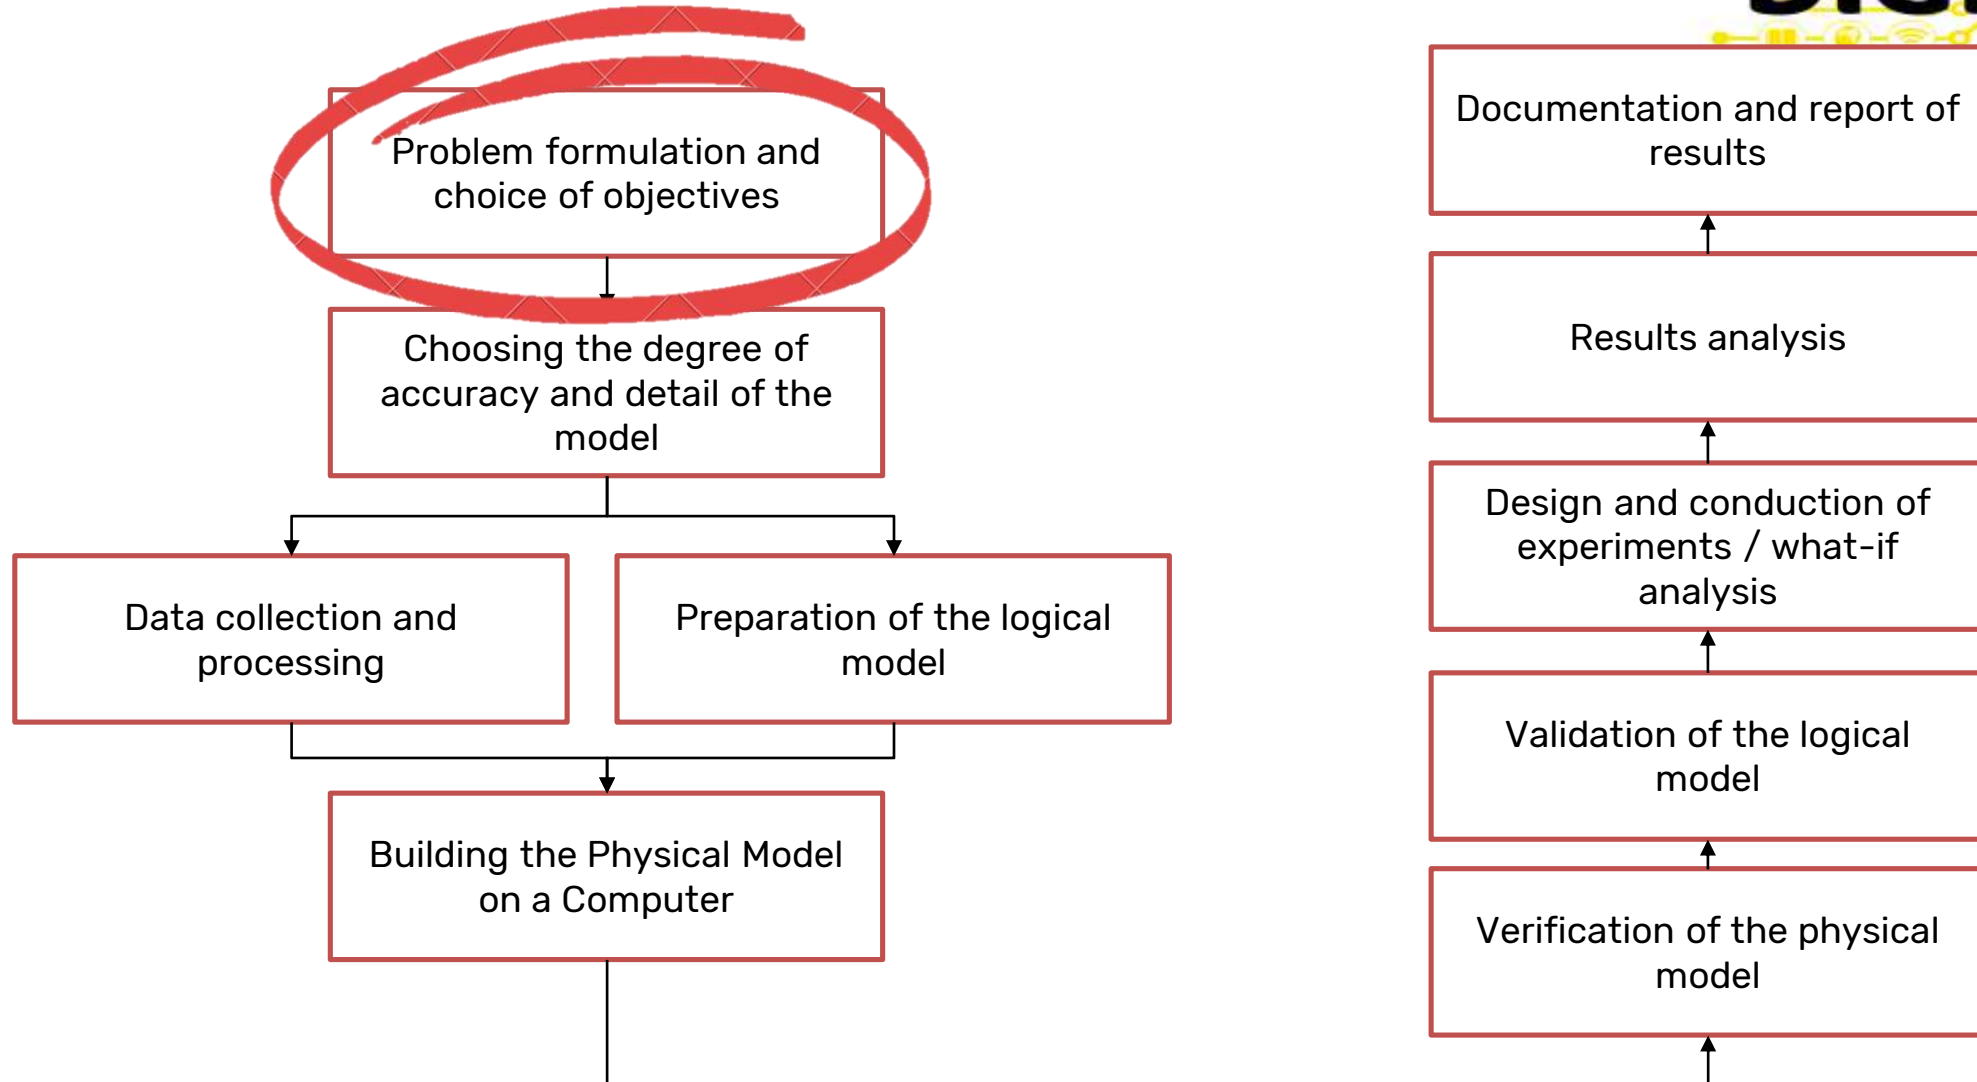 Problem formulation and
choice of objectives
Choosing the degree of
accuracy and detail of the
model
Data collection and
processing
Preparation of the logical
model
Building the Physical Model
on a Computer
Documentation and report of
results
Results analysis
Design and conduction of
experiments / what-if
analysis
Validation of the logical
model
Verification of the physical
model